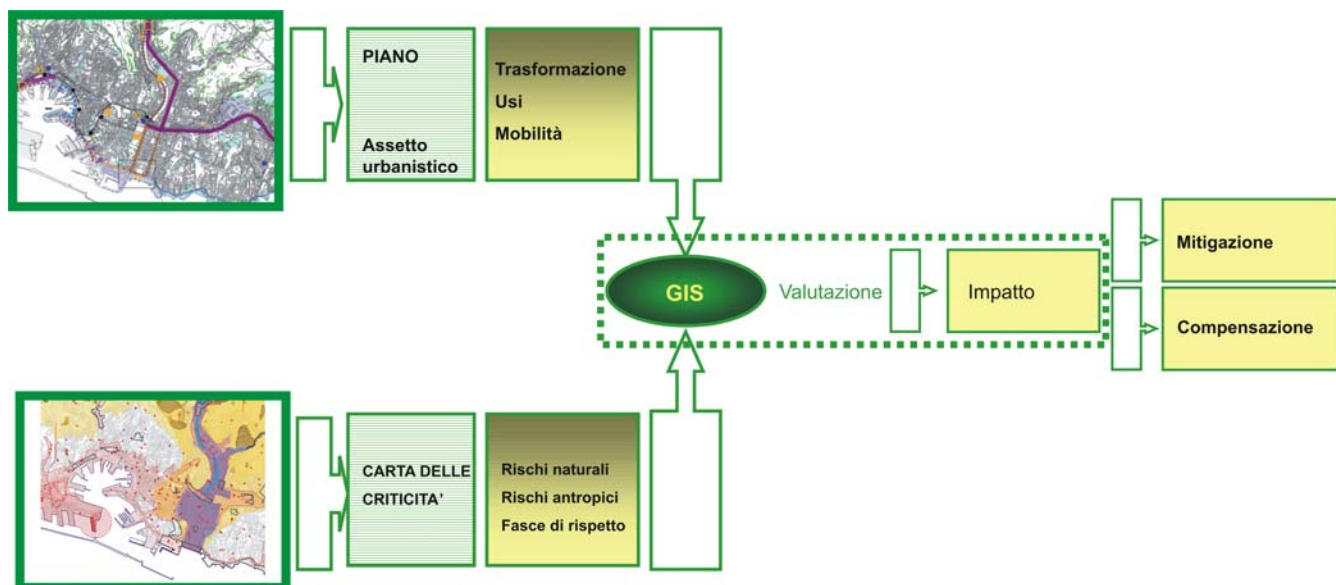 PIANO
Assetto
urbanistico
Trasformazione
Usi
Mobilità
GIS
Valutazione
Impatto
Mitigazione
Compensazione
CARTA DELLE
CRITICITA'
Rischi naturali
Rischi antropici
Fasce di rispetto